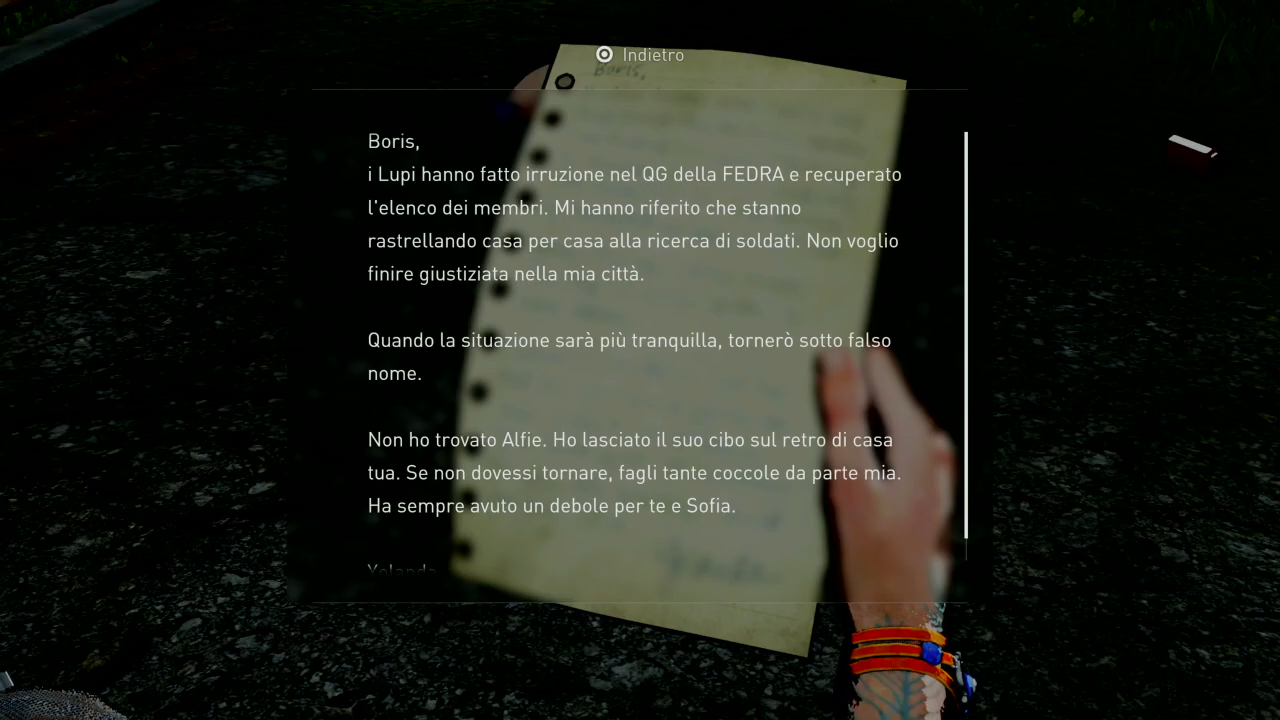 Indietro
Boris,
Boris,
i Lupi hanno fatto irruzione nel QG della FEDRA e recuperato
l'elenco dei membri. Mi hanno riferito che stanno
rastrellando casa per casa alla ricerca di soldati. Non voglio
finire giustiziata nella mia città.
Quando la situazione sarà più tranquilla, tornerò sotto falso
nome.
Non ho trovato Alfie. Ho lasciato il suo cibo sul retro di casa
tua. Se non dovessi tornare, fagli tante coccole da parte mia.
Ha sempre avuto un debole per te e Sofia.
Yolanda